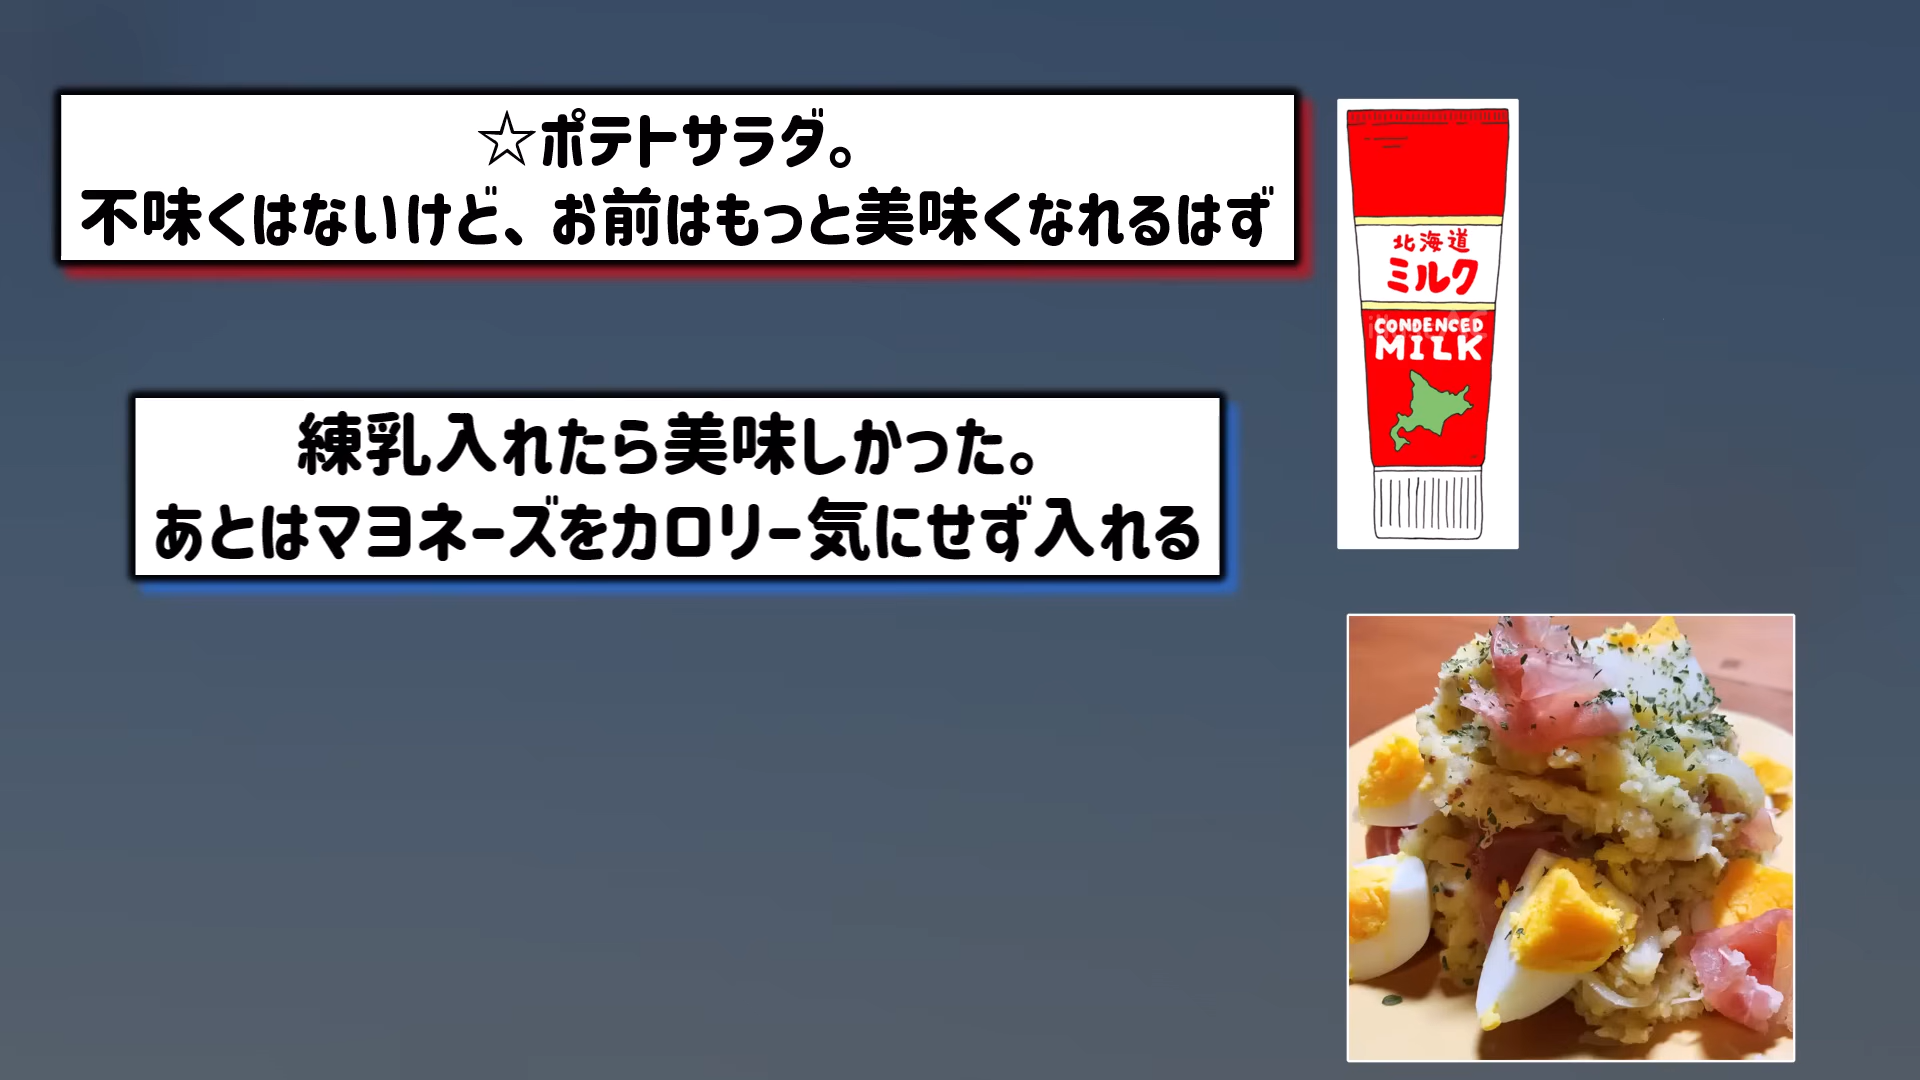 ☆ポテトサラダ。
不味くはないけど、お前はもっと美味くなれるはず
練乳入れたら美味しかった。
あとはマヨネーズをカロリー気にせず入れる
北海道
ミルク
CONDENCED
MILK